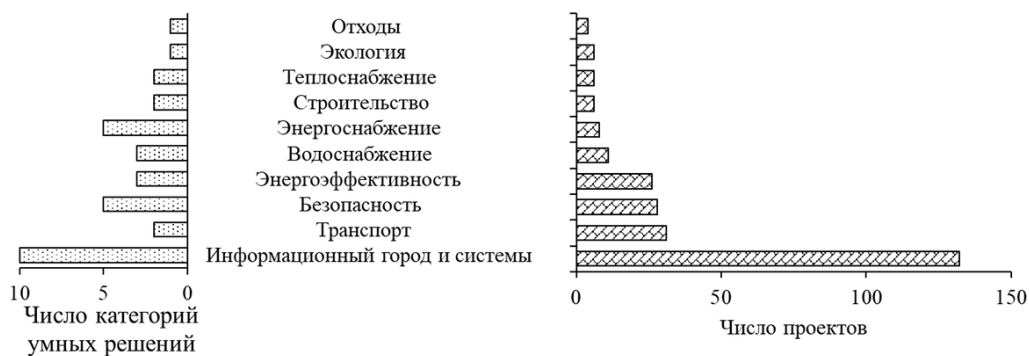 Отходы
Экология
Теплоснабжение
Строительство
Энергоснабжение
Водоснабжение
Энергоэффективность
Безопасность
Транспорт
Информационный город и системы
10 5 0
Число категорий
умных решений
0 50 100 150
Число проектов